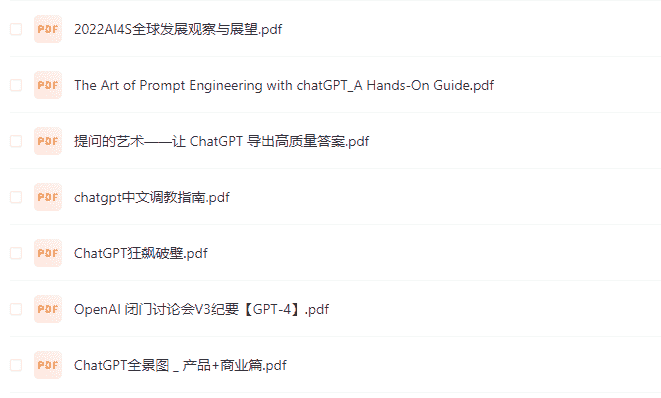 PDF 2022AI4S全球发展观察与展望.pdf
PDF The Art of Prompt Engineering with chatGPT_A Hands-On Guide.pdf
PDF 提问的艺术——让 ChatGPT 导出高质量答案.pdf
PDF chatgpt中文调教指南.pdf
PDF ChatGPT狂飙破壁.pdf
PDF OpenAI 闭门讨论会V3纪要【GPT-4】.pdf
PDF ChatGPT全景图 _ 产品+商业篇.pdf